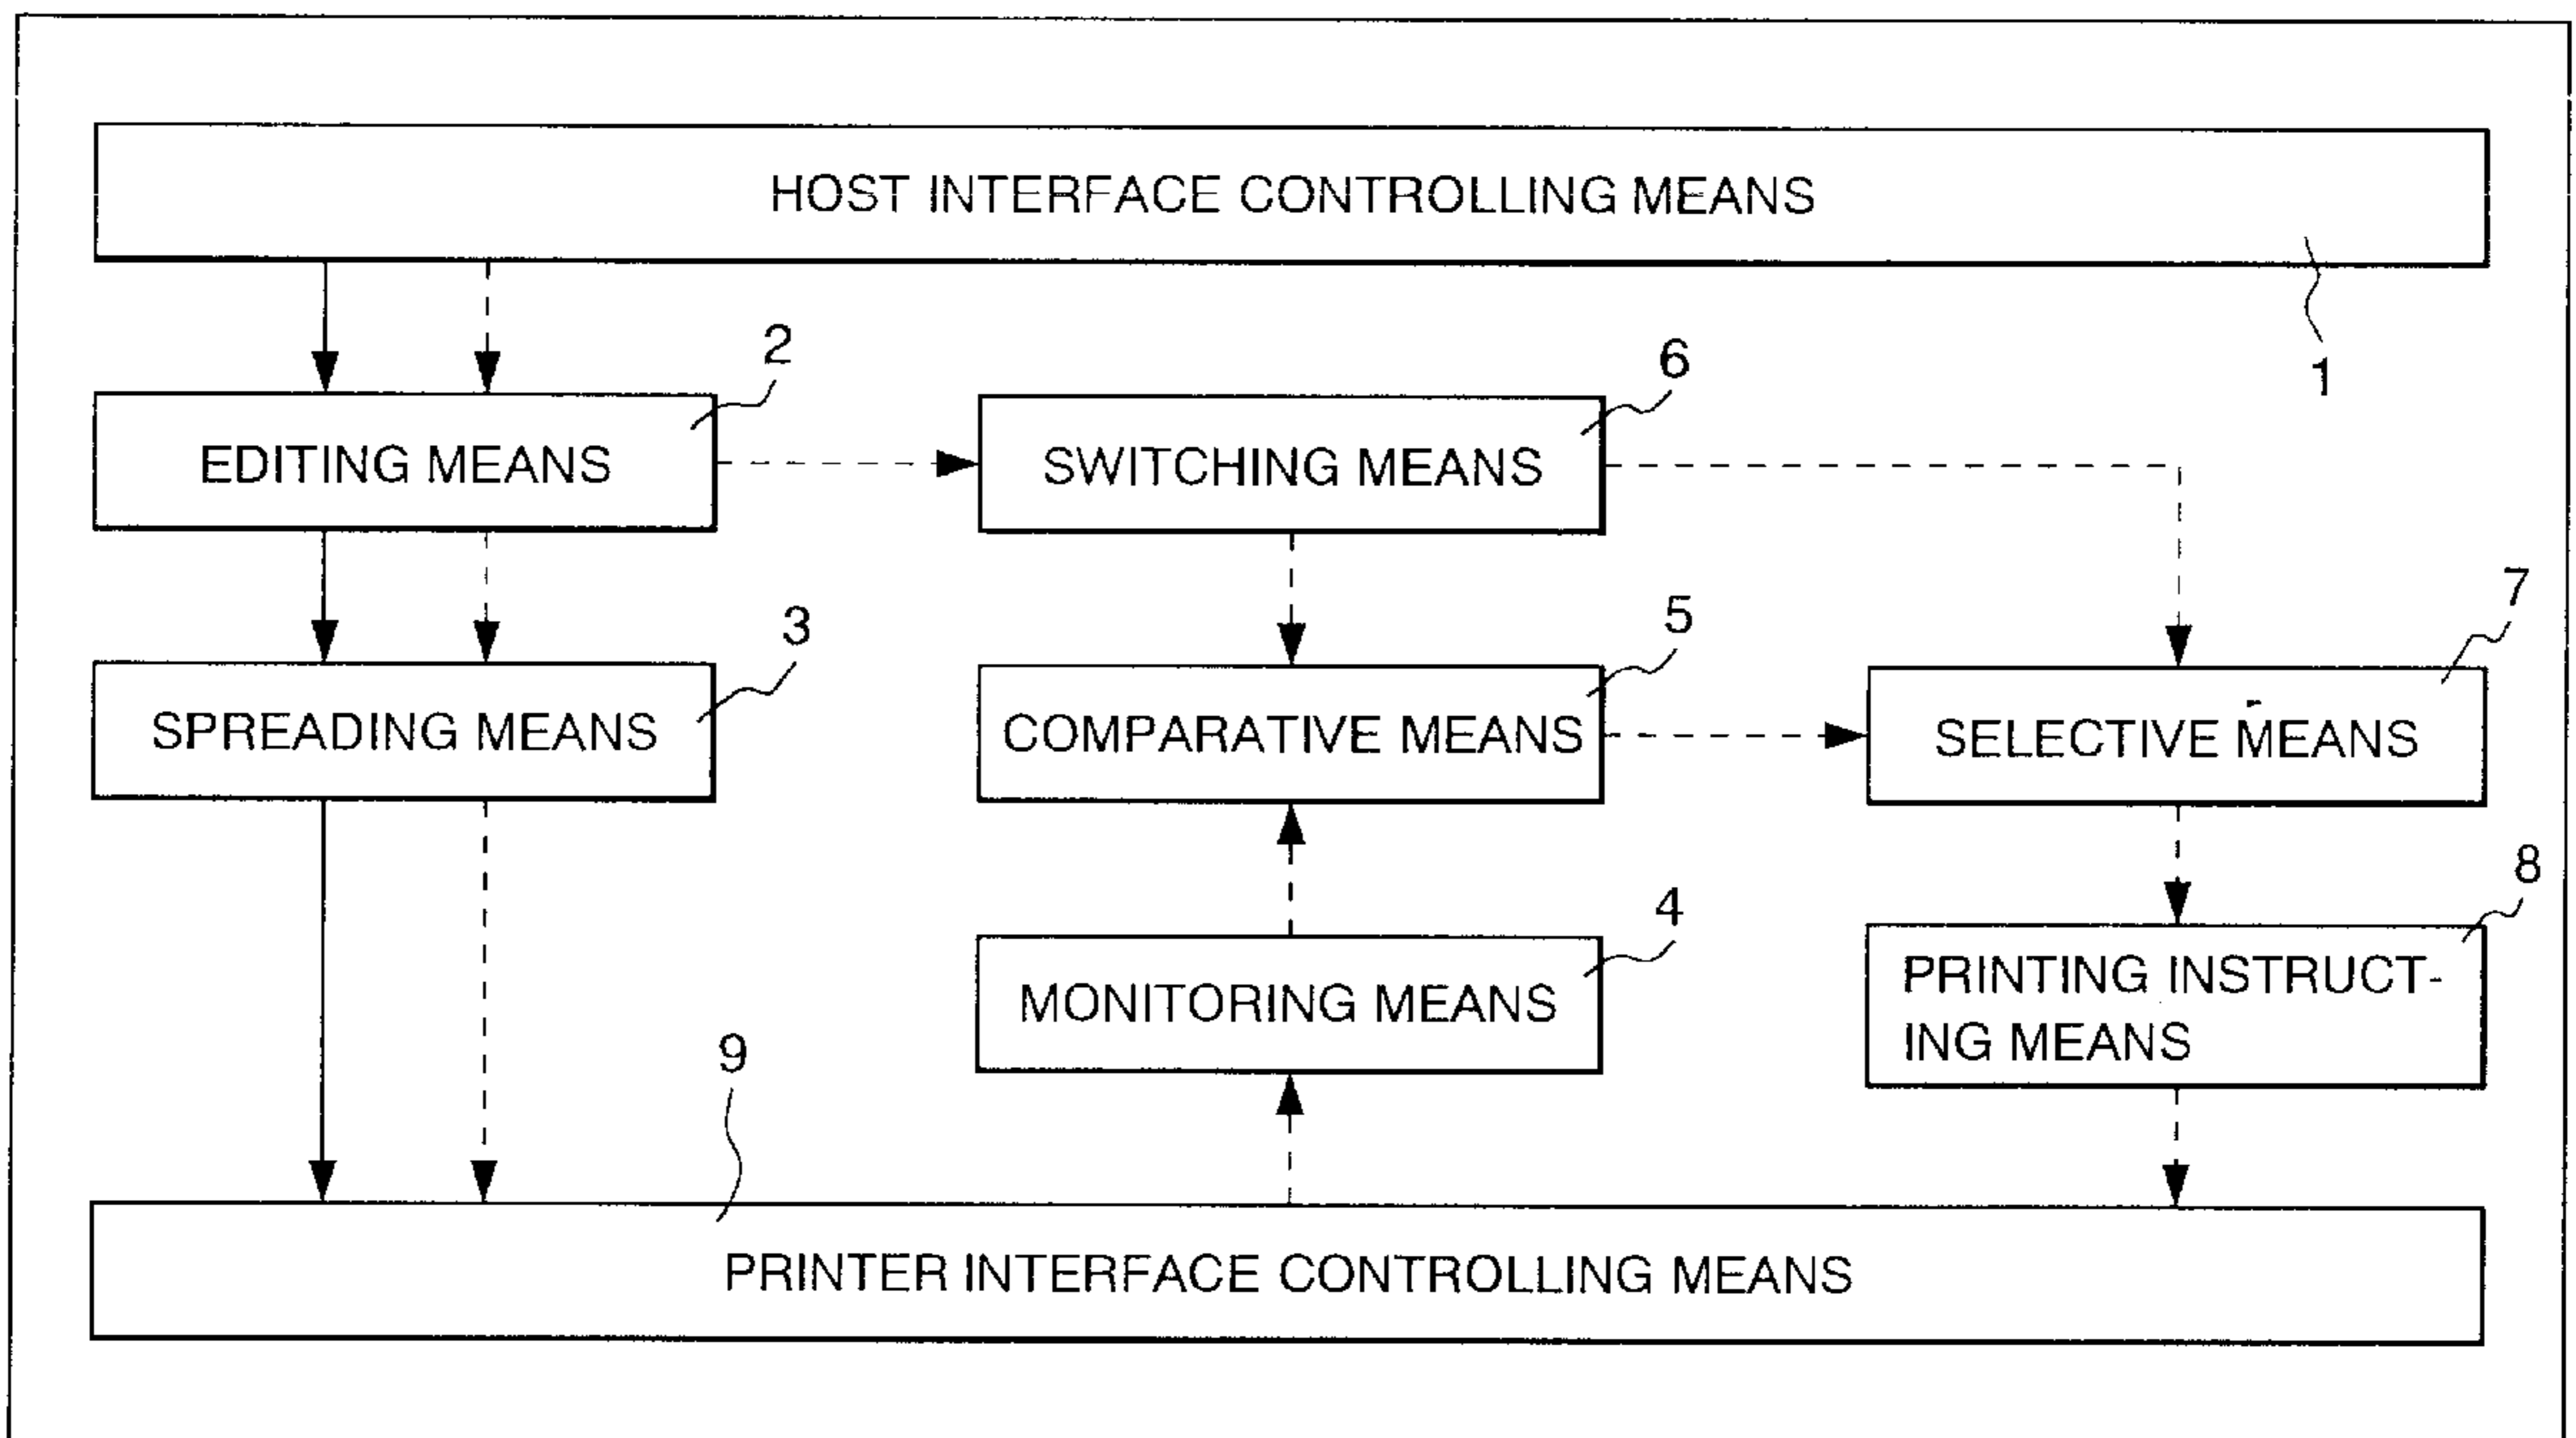 HOST INTERFACE CONTROLLING MEANS
1
2
EDITING MEANS
6
SWITCHING MEANS
3
SPREADING MEANS
5
COMPARATIVE MEANS
7
SELECTIVE MEANS
4
MONITORING MEANS
8
PRINTING INSTRUCT-
ING MEANS
9
PRINTER INTERFACE CONTROLLING MEANS